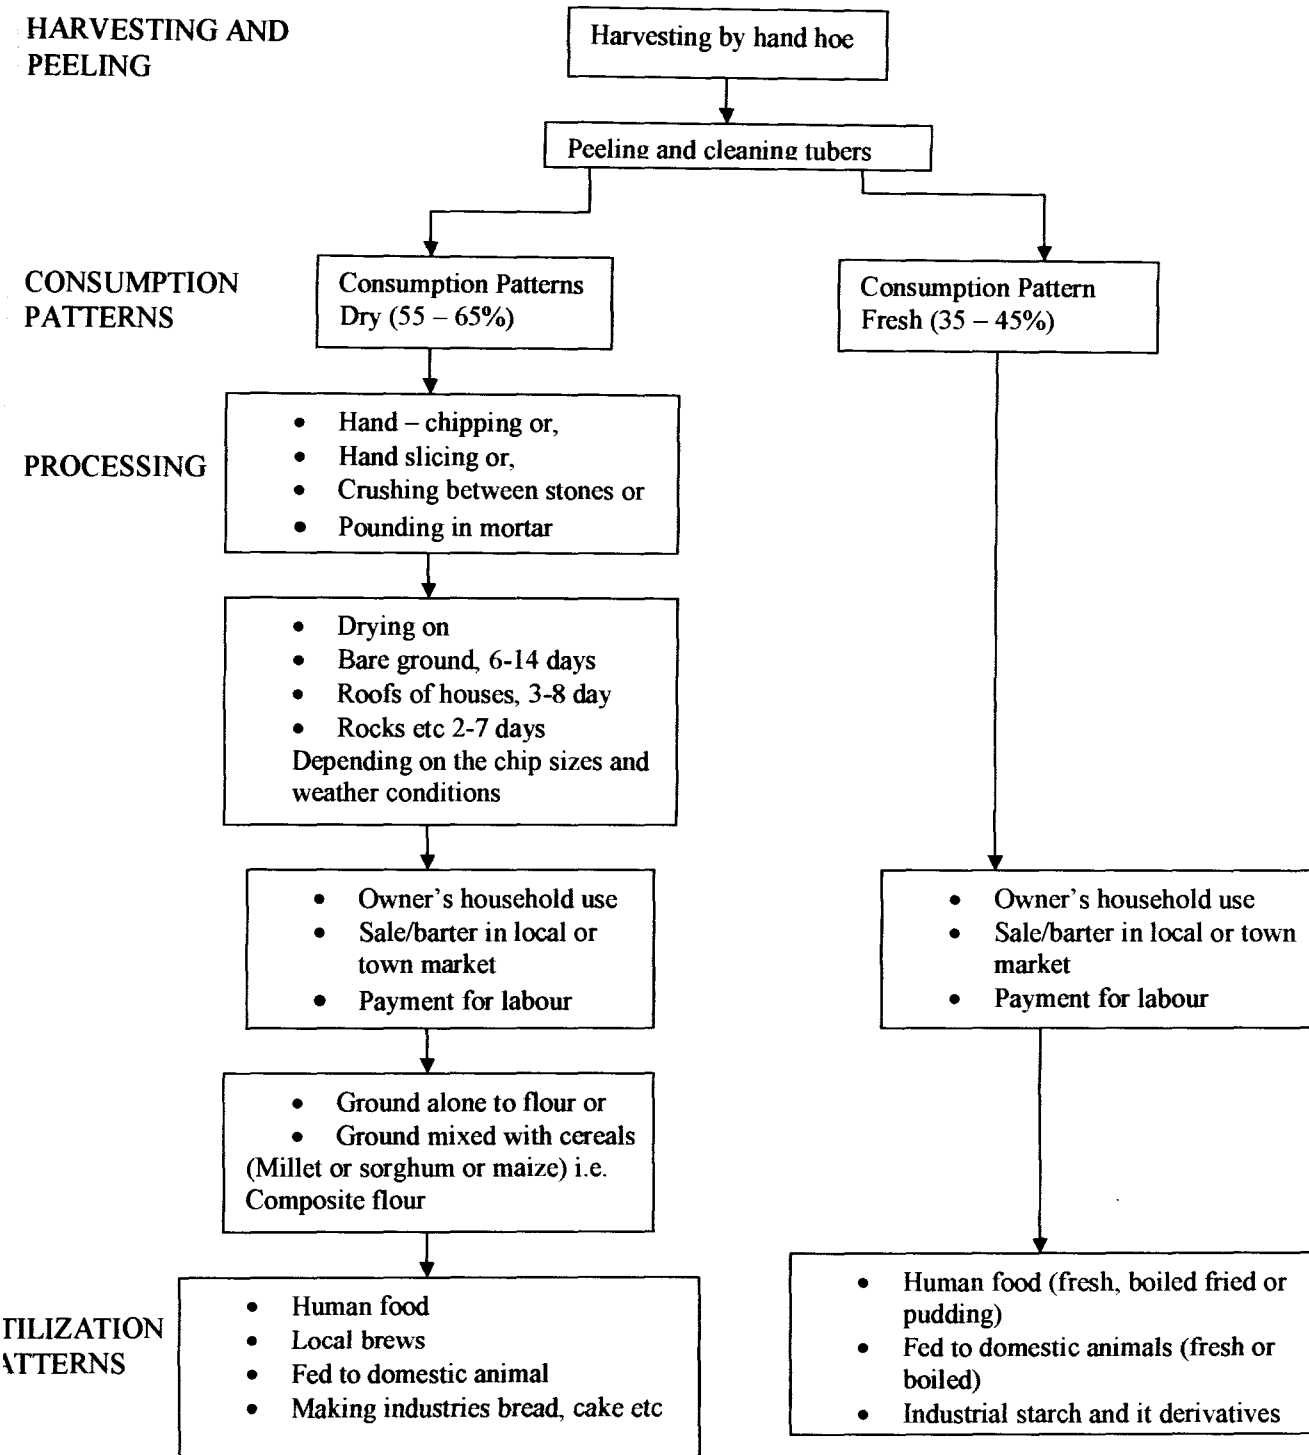 HARVESTING AND
PEELING
Harvesting by hand hoe
Peeling and cleaning tubers
CONSUMPTION
PATTERNS
Consumption Patterns
Dry (55 – 65%)
Consumption Pattern
Fresh (35 – 45%)
PROCESSING
• Hand – chipping or,
• Hand slicing or,
• Crushing between stones or
• Pounding in mortar
• Drying on
• Bare ground, 6-14 days
• Roofs of houses, 3-8 day
• Rocks etc 2-7 days
Depending on the chip sizes and
weather conditions
• Owner's household use
• Sale/barter in local or
town market
• Payment for labour
• Owner's household use
• Sale/barter in local or town
market
• Payment for labour
• Ground alone to flour or
• Ground mixed with cereals
(Millet or sorghum or maize) i.e.
Composite flour
TILIZATION
ATTERNS
• Human food
• Local brews
• Fed to domestic animal
• Making industries bread, cake etc
• Human food (fresh, boiled fried or
pudding)
• Fed to domestic animals (fresh or
boiled)
• Industrial starch and it derivatives